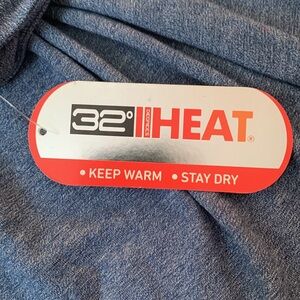 32° HEAT®
• KEEP WARM • STAY DRY